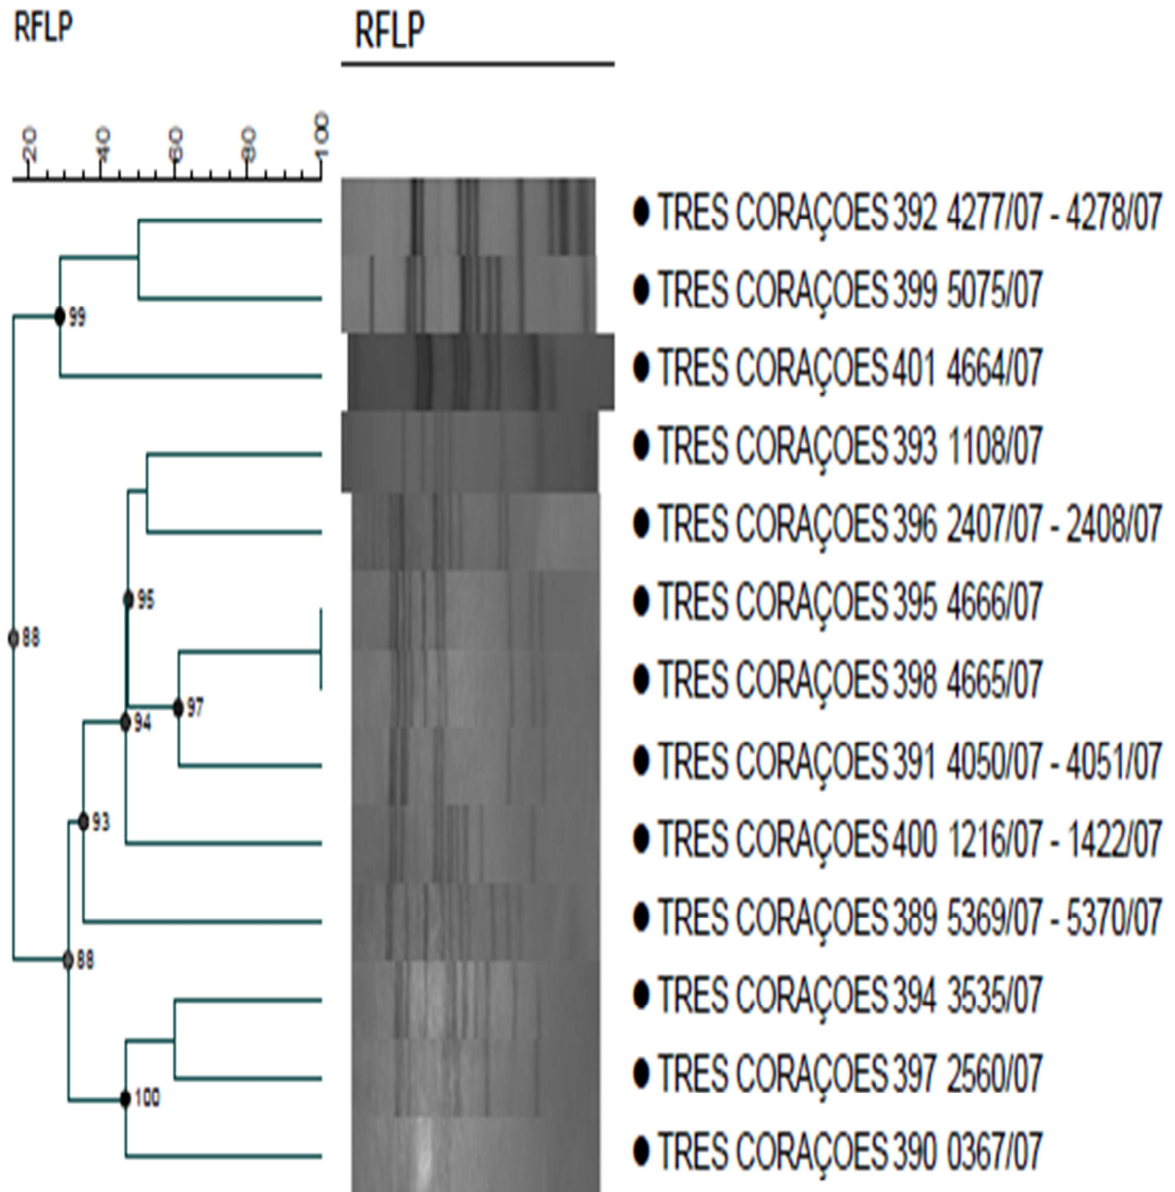 RFLP
RFLP
20 40 60 80 100
TRES CORAÇOES 392 4277/07 - 4278/07
TRES CORAÇOES 399 5075/07
99
TRES CORAÇOES 401 4664/07
TRES CORAÇOES 393 1108/07
TRES CORAÇOES 396 2407/07 - 2408/07
95
TRES CORAÇOES 395 4666/07
88
TRES CORAÇOES 398 4665/07
97
94
TRES CORAÇOES 391 4050/07 - 4051/07
93
TRES CORAÇOES 400 1216/07 - 1422/07
TRES CORAÇOES 389 5369/07 - 5370/07
88
TRES CORAÇOES 394 3535/07
TRES CORAÇOES 397 2560/07
100
TRES CORAÇOES 390 0367/07